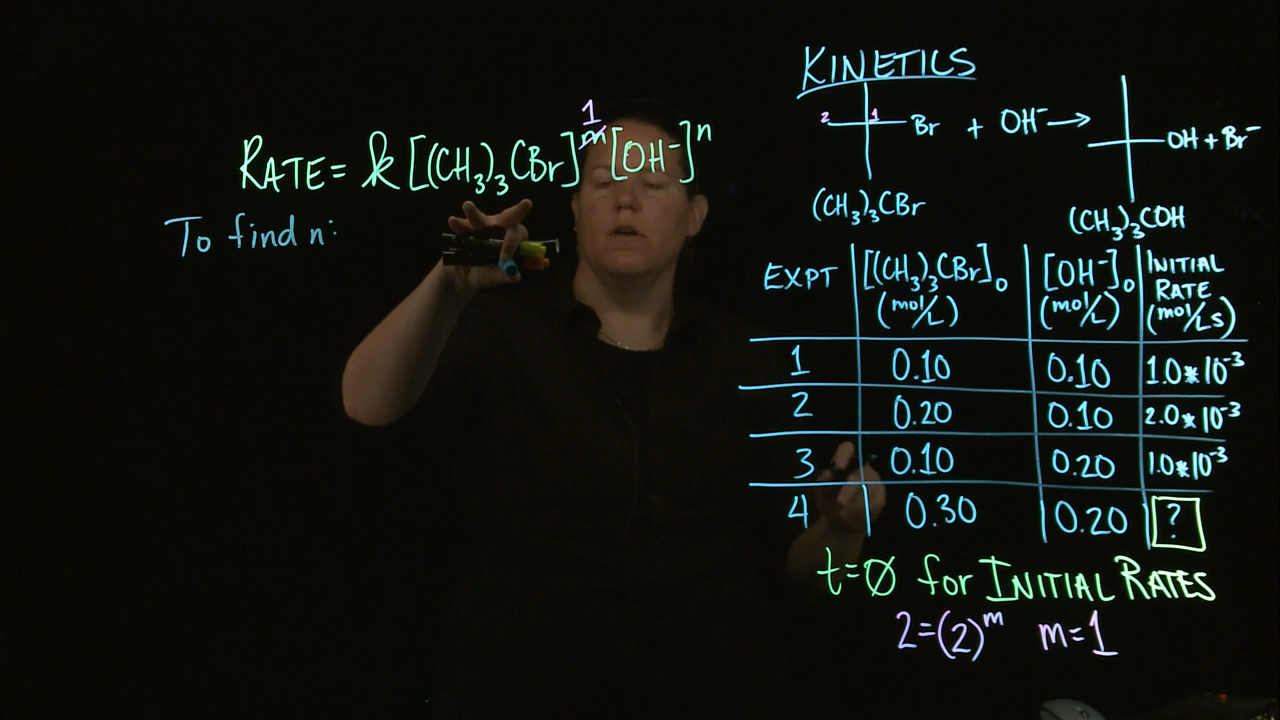 RATE = k [(CH₃)₃CBr]ᵐ [OH⁻]ⁿ
1
To find n:
KINETICS
2 1 Br + OH⁻ → OH + Br⁻
(CH₃)₃CBr (CH₃)₃COH
EXPT [(CH₃)₃CBr]₀ (mol/L) [OH⁻]₀ (mol/L) INITIAL RATE (mol/Ls)
1 0.10 0.10 1.0*10⁻³
2 0.20 0.10 2.0*10⁻³
3 0.10 0.20 1.0*10⁻³
4 0.30 0.20 ?
t=0 for INITIAL RATES
2=(2)ᵐ m=1